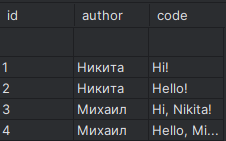 id author code
1 Никита Hi!
2 Никита Hello!
3 Михаил Hi, Nikita!
4 Михаил Hello, Mi...